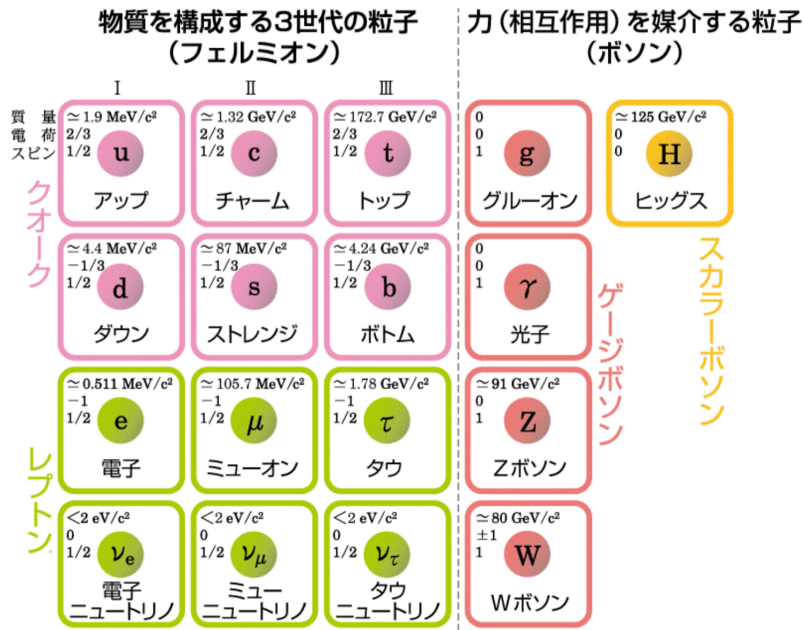 物質を構成する3世代の粒子
(フェルミオン)
力(相互作用)を媒介する粒子
(ボソン)
I
II
III
質量
電荷
スピン
クオーク
≃1.9 MeV/c²
2/3
1/2
u
アップ
≃1.32 GeV/c²
2/3
1/2
c
チャーム
≃172.7 GeV/c²
2/3
1/2
t
トップ
0
0
1
g
グルーオン
≃125 GeV/c²
0
0
H
ヒッグス
≃4.4 MeV/c²
−1/3
1/2
d
ダウン
≃87 MeV/c²
−1/3
1/2
s
ストレンジ
≃4.24 GeV/c²
−1/3
1/2
b
ボトム
0
0
1
γ
光子
ゲージボソン
スカラーボソン
レプトン
≃0.511 MeV/c²
−1
1/2
e
電子
≃105.7 MeV/c²
−1
1/2
μ
ミューオン
≃1.78 GeV/c²
−1
1/2
τ
タウ
≃91 GeV/c²
0
1
Z
Zボソン
<2 eV/c²
0
1/2
νe
電子
ニュートリノ
<2 eV/c²
0
1/2
νμ
ミュー
ニュートリノ
<2 eV/c²
0
1/2
ντ
タウ
ニュートリノ
≃80 GeV/c²
±1
1
W
Wボソン